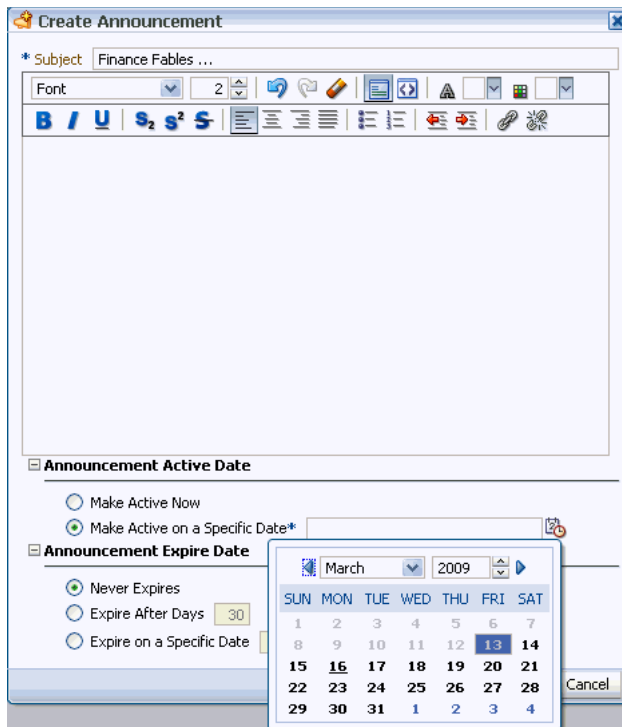 Create Announcement
* Subject Finance Fables ...
Font 2
B I U S2 S2 S
Announcement Active Date
Make Active Now
Make Active on a Specific Date*
Announcement Expire Date
Never Expires
Expire After Days 30
Expire on a Specific Date
March 2009
SUN MON TUE WED THU FRI SAT
1 2 3 4 5 6 7
8 9 10 11 12 13 14
15 16 17 18 19 20 21
22 23 24 25 26 27 28
29 30 31 1 2 3 4
Cancel